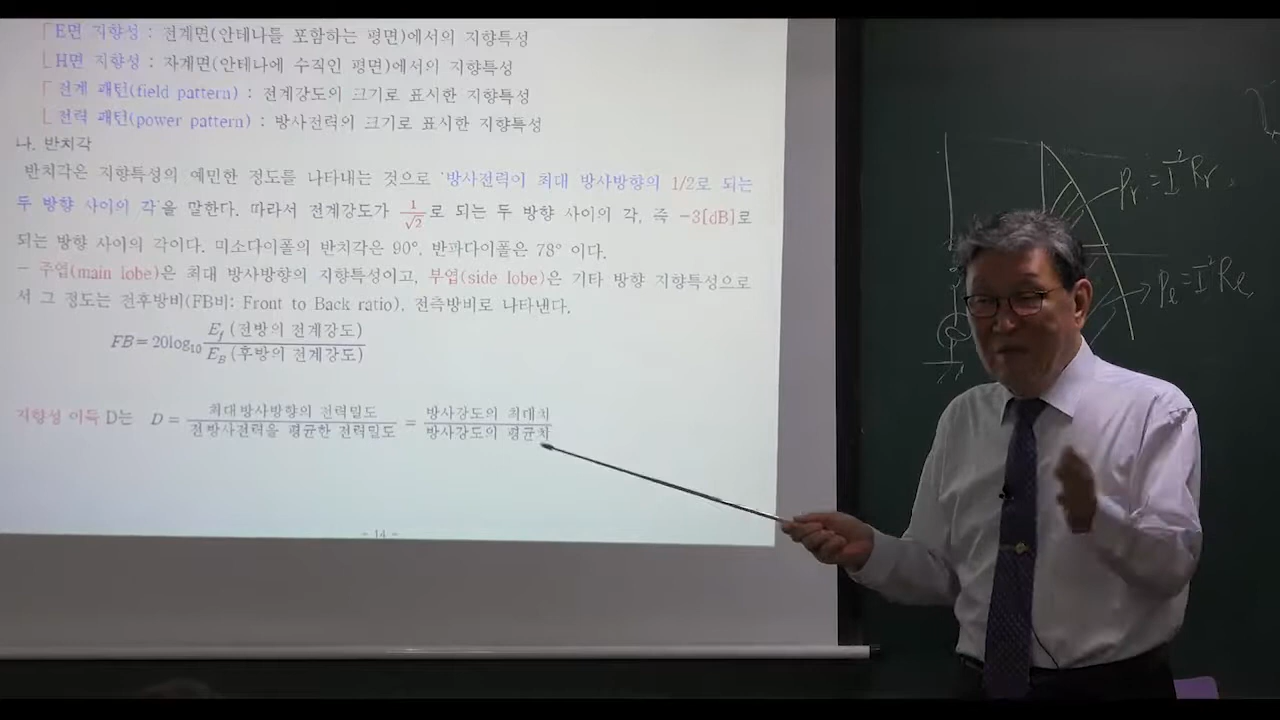 E면 지향성 : 전계면(안테나를 포함하는 평면)에서의 지향특성
H면 지향성 : 자계면(안테나에 수직인 평면)에서의 지향특성
전계 패턴(field pattern) : 전계강도의 크기로 표시한 지향특성
전력 패턴(power pattern) : 방사전력의 크기로 표시한 지향특성
나. 반치각
반치각은 지향특성의 예민한 정도를 나타내는 것으로 '방사전력이 최대 방사방향의 1/2로 되는
두 방향 사이의 각'을 말한다. 따라서 전계강도가 1/√2로 되는 두 방향 사이의 각, 즉 -3[dB]로
되는 방향 사이의 각이다. 미소다이폴의 반치각은 90°, 반파다이폴은 78° 이다.
- 주엽(main lobe)은 최대 방사방향의 지향특성이고, 부엽(side lobe)은 기타 방향 지향특성으로
서 그 정도는 전후방비(FB비: Front to Back ratio), 전측방비로 나타낸다.
FB = 20log₁₀ E_f (전방의 전계강도) / E_B (후방의 전계강도)
지향성 이득 D는 D = 최대방사방향의 전력밀도 / 전방사전력을 평균한 전력밀도 = 방사강도의 최대치 / 방사강도의 평균치
- 14 -
Pr = I²Rr
Pe = I²Re